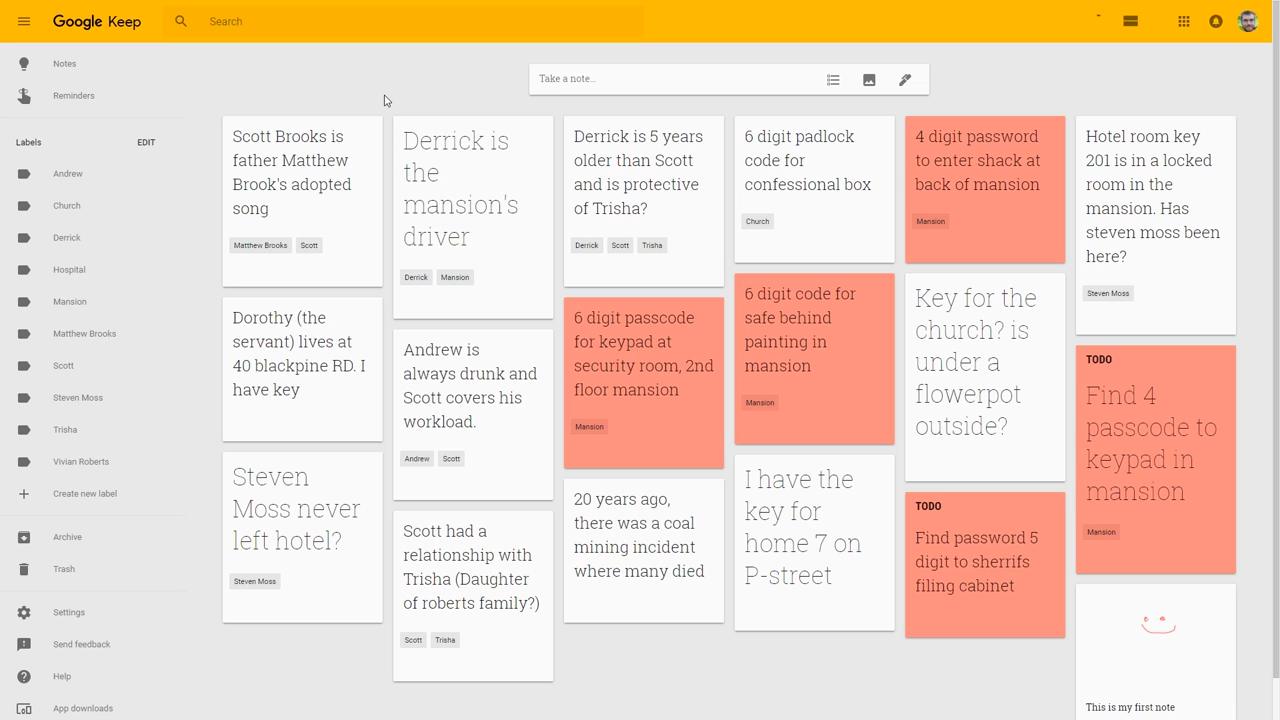 Google Keep
Search
Notes
Reminders
Labels
EDIT
Andrew
Church
Derrick
Hospital
Mansion
Matthew Brooks
Scott
Steven Moss
Trisha
Vivian Roberts
Create new label
Archive
Trash
Settings
Send feedback
Help
App downloads
Take a note...
Scott Brooks is
father Matthew
Brook's adopted
song
Matthew Brooks
Scott
Dorothy (the
servant) lives at
40 blackpine RD. I
have key
Steven
Moss never
left hotel?
Steven Moss
Derrick is
the
mansion's
driver
Derrick
Mansion
Andrew is
always drunk and
Scott covers his
workload.
Andrew
Scott
Scott had a
relationship with
Trisha (Daughter
of roberts family?)
Scott
Trisha
Derrick is 5 years
older than Scott
and is protective
of Trisha?
Derrick
Scott
Trisha
6 digit passcode
for keypad at
security room, 2nd
floor mansion
Mansion
20 years ago,
there was a coal
mining incident
where many died
6 digit padlock
code for
confessional box
Church
6 digit code for
safe behind
painting in
mansion
Mansion
I have the
key for
home 7 on
P-street
4 digit password
to enter shack at
back of mansion
Mansion
Key for the
church? is
under a
flowerpot
outside?
TODO
Find password 5
digit to sherrifs
filing cabinet
Hotel room key
201 is in a locked
room in the
mansion. Has
steven moss been
here?
Steven Moss
TODO
Find 4
passcode to
keypad in
mansion
Mansion
This is my first note